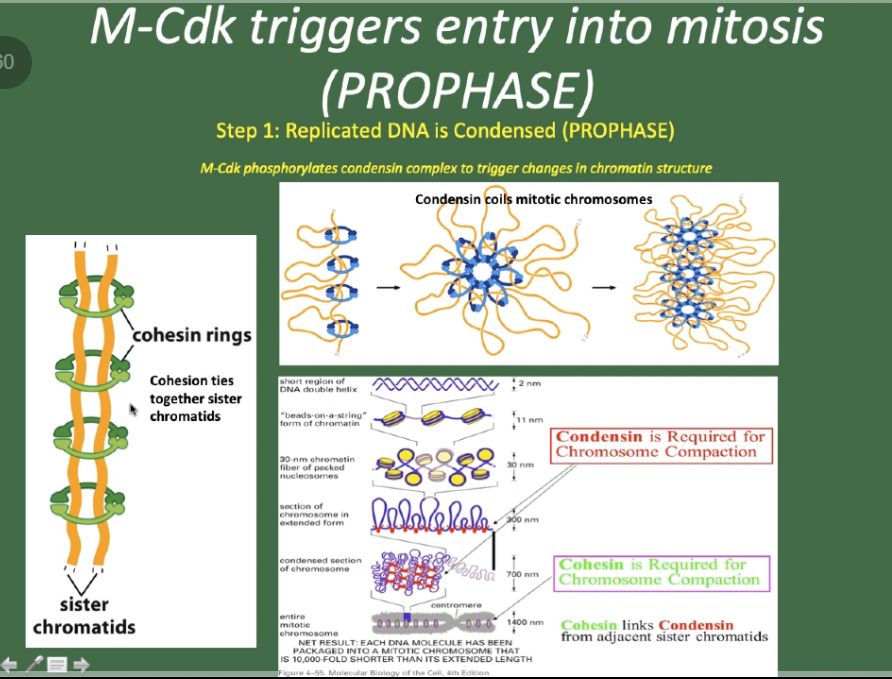 M-Cdk triggers entry into mitosis
(PROPHASE)
Step 1: Replicated DNA is Condensed (PROPHASE)
M-Cdk phosphorylates condensin complex to trigger changes in chromatin structure
Condensin coils mitotic chromosomes
cohesin rings
Cohesion ties
together sister
chromatids
sister
chromatids
short region of
DNA double helix
2 nm
"beads-on-a-string"
form of chromatin
11 nm
30-nm chromatin
fiber of packed
nucleosomes
30 nm
section of
chromosome in
extended form
300 nm
condensed section
of chromosome
700 nm
centromere
entire
mitotic
chromosome
1400 nm
NET RESULT: EACH DNA MOLECULE HAS BEEN
PACKAGED INTO A MITOTIC CHROMOSOME THAT
IS 10,000-FOLD SHORTER THAN ITS EXTENDED LENGTH
Figure 4–55. Molecular Biology of the Cell, 4th Edition.
Condensin is Required for
Chromosome Compaction
Cohesin is Required for
Chromosome Compaction
Cohesin links Condensin
from adjacent sister chromatids